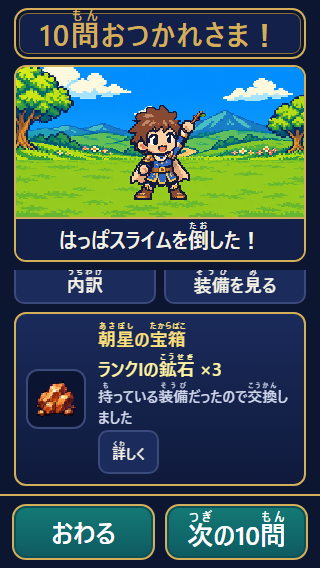 10問おつかれさま！
はっぱスライムを倒した！
内訳
装備を見る
朝星の宝箱
ランクIの鉱石 ×3
持っている装備だったので交換し
ました
詳しく
おわる
次の10問